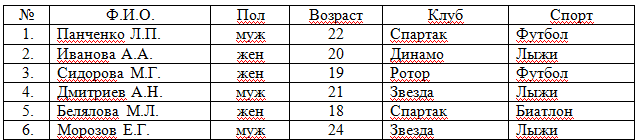 № Ф.И.О. Пол Возраст Клуб Спорт
1. Панченко Л.П. муж 22 Спартак Футбол
2. Иванова А.А. жен 20 Динамо Лыжи
3. Сидорова М.Г. жен 19 Ротор Футбол
4. Дмитриев А.Н. муж 21 Звезда Лыжи
5. Белялова М.Л. жен 18 Спартак Биатлон
6. Морозов Е.Г. муж 24 Звезда Лыжи